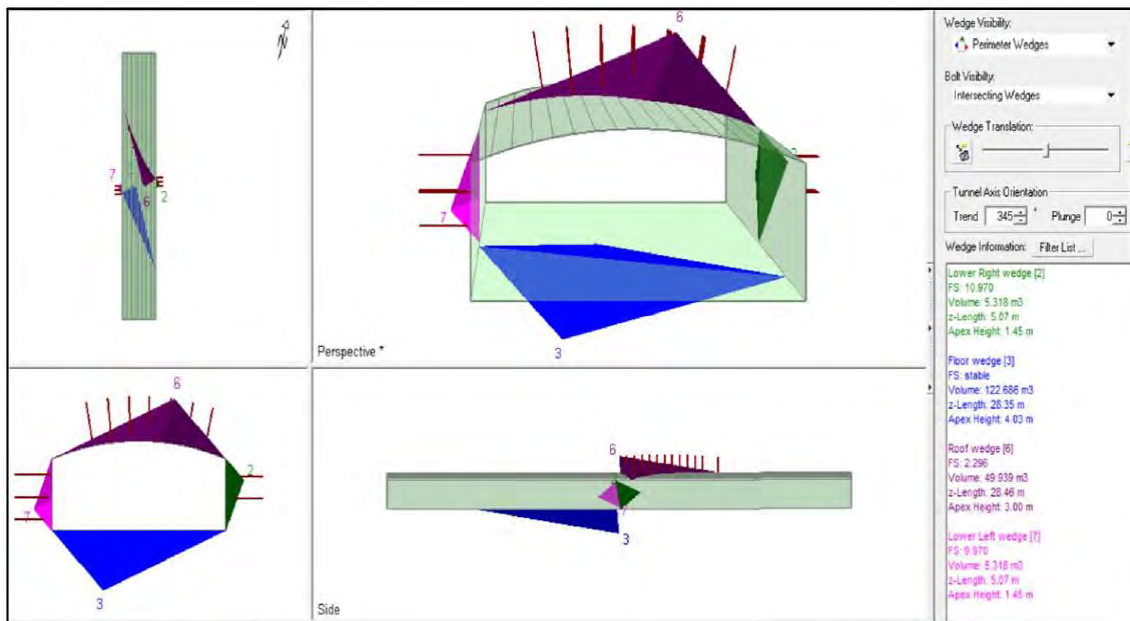 N
7
6
2
6
7
2
3
Perspective *
6
7
2
3
6
7
3
Side
Wedge Visibility:
Perimeter Wedges
Bolt Visibilty:
Intersecting Wedges
Wedge Translation:
Tunnel Axis Orientation
Trend 345 ° Plunge 0
Wedge Information: Filter List ...
Lower Right wedge [2]
FS: 10.970
Volume: 5.318 m3
z-Length: 5.07 m
Apex Height: 1.45 m
Floor wedge [3]
FS: stable
Volume: 122.686 m3
z-Length: 28.35 m
Apex Height: 4.03 m
Roof wedge [6]
FS: 2.296
Volume: 49.939 m3
z-Length: 28.46 m
Apex Height: 3.00 m
Lower Left wedge [7]
FS: 9.970
Volume: 5.318 m3
z-Length: 5.07 m
Apex Height: 1.45 m